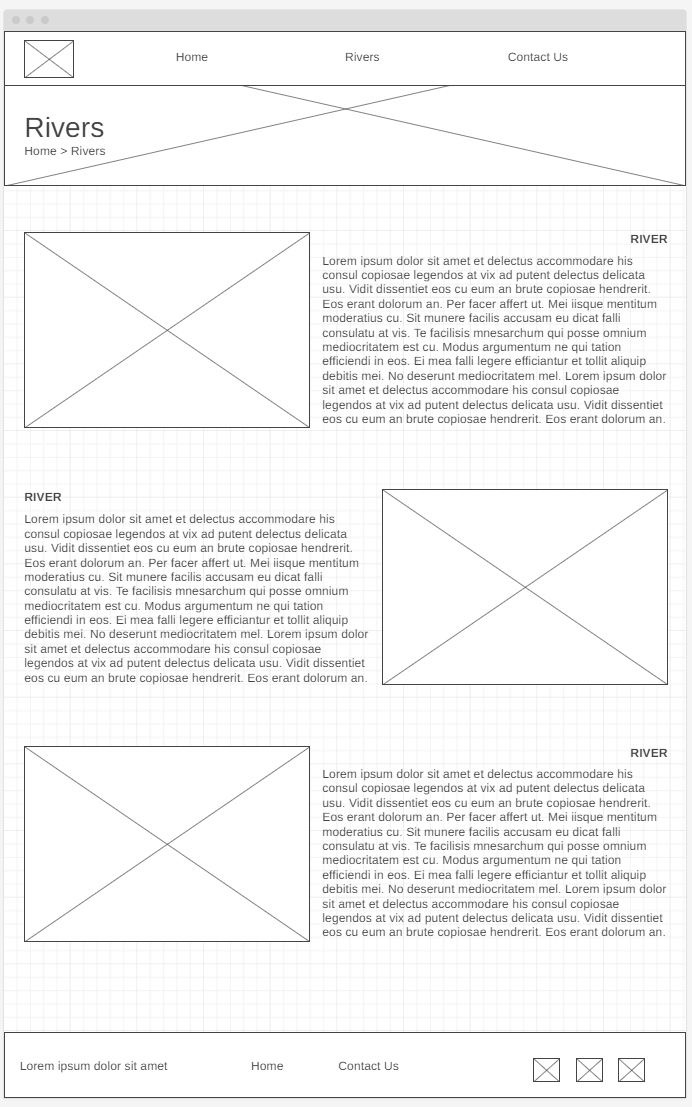 Home Rivers Contact Us
Rivers
Home > Rivers
RIVER
Lorem ipsum dolor sit amet et delectus accommodare his
consul copiosae legendos at vix ad putent delectus delicata
usu. Vidit dissentiet eos cu eum an brute copiosae hendrerit.
Eos erant dolorum an. Per facer affert ut. Mei iisque mentitum
moderatius cu. Sit munere facilis accusam eu dicat falli
consulatu at vis. Te facilisis mnesarchum qui posse omnium
mediocritatem est cu. Modus argumentum ne qui tation
efficiendi in eos. Ei mea falli legere efficiantur et tollit aliquip
debitis mei. No deserunt mediocritatem mel. Lorem ipsum dolor
sit amet et delectus accommodare his consul copiosae
legendos at vix ad putent delectus delicata usu. Vidit dissentiet
eos cu eum an brute copiosae hendrerit. Eos erant dolorum an.
RIVER
Lorem ipsum dolor sit amet et delectus accommodare his
consul copiosae legendos at vix ad putent delectus delicata
usu. Vidit dissentiet eos cu eum an brute copiosae hendrerit.
Eos erant dolorum an. Per facer affert ut. Mei iisque mentitum
moderatius cu. Sit munere facilis accusam eu dicat falli
consulatu at vis. Te facilisis mnesarchum qui posse omnium
mediocritatem est cu. Modus argumentum ne qui tation
efficiendi in eos. Ei mea falli legere efficiantur et tollit aliquip
debitis mei. No deserunt mediocritatem mel. Lorem ipsum dolor
sit amet et delectus accommodare his consul copiosae
legendos at vix ad putent delectus delicata usu. Vidit dissentiet
eos cu eum an brute copiosae hendrerit. Eos erant dolorum an.
RIVER
Lorem ipsum dolor sit amet et delectus accommodare his
consul copiosae legendos at vix ad putent delectus delicata
usu. Vidit dissentiet eos cu eum an brute copiosae hendrerit.
Eos erant dolorum an. Per facer affert ut. Mei iisque mentitum
moderatius cu. Sit munere facilis accusam eu dicat falli
consulatu at vis. Te facilisis mnesarchum qui posse omnium
mediocritatem est cu. Modus argumentum ne qui tation
efficiendi in eos. Ei mea falli legere efficiantur et tollit aliquip
debitis mei. No deserunt mediocritatem mel. Lorem ipsum dolor
sit amet et delectus accommodare his consul copiosae
legendos at vix ad putent delectus delicata usu. Vidit dissentiet
eos cu eum an brute copiosae hendrerit. Eos erant dolorum an.
Lorem ipsum dolor sit amet Home Contact Us